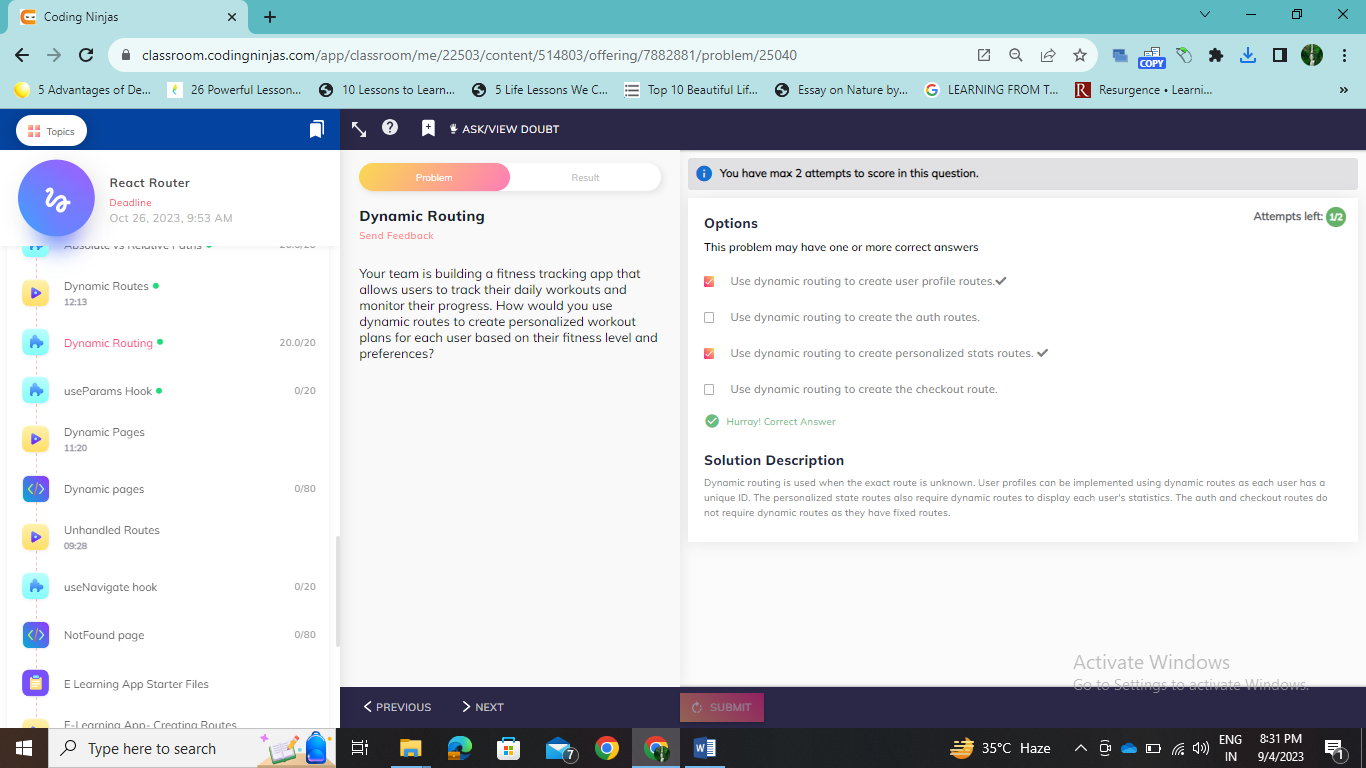 Coding Ninjas
classroom.codingninjas.com/app/classroom/me/22503/content/514803/offering/7882881/problem/25040
COPY
5 Advantages of De...
26 Powerful Lesson...
10 Lessons to Learn...
5 Life Lessons We C...
Top 10 Beautiful Lif...
Essay on Nature by...
LEARNING FROM T...
Resurgence • Learni...
Topics
ASK/VIEW DOUBT
React Router
Deadline
Oct 26, 2023, 9:53 AM
Absolute vs Relative Paths
20.0/20
Dynamic Routes
12:13
Dynamic Routing
20.0/20
useParams Hook
0/20
Dynamic Pages
11:20
Dynamic pages
0/80
Unhandled Routes
09:28
useNavigate hook
0/20
NotFound page
0/80
E Learning App Starter Files
E-Learning App- Creating Routes
Problem
Result
Dynamic Routing
Send Feedback
Your team is building a fitness tracking app that
allows users to track their daily workouts and
monitor their progress. How would you use
dynamic routes to create personalized workout
plans for each user based on their fitness level and
preferences?
You have max 2 attempts to score in this question.
Options
Attempts left: 1/2
This problem may have one or more correct answers
Use dynamic routing to create user profile routes.
Use dynamic routing to create the auth routes.
Use dynamic routing to create personalized stats routes.
Use dynamic routing to create the checkout route.
Hurray! Correct Answer
Solution Description
Dynamic routing is used when the exact route is unknown. User profiles can be implemented using dynamic routes as each user has a
unique ID. The personalized state routes also require dynamic routes to display each user's statistics. The auth and checkout routes do
not require dynamic routes as they have fixed routes.
Activate Windows
Go to Settings to activate Windows.
PREVIOUS
NEXT
SUBMIT
Type here to search
7
35°C Haze
ENG
IN
8:31 PM
9/4/2023
1